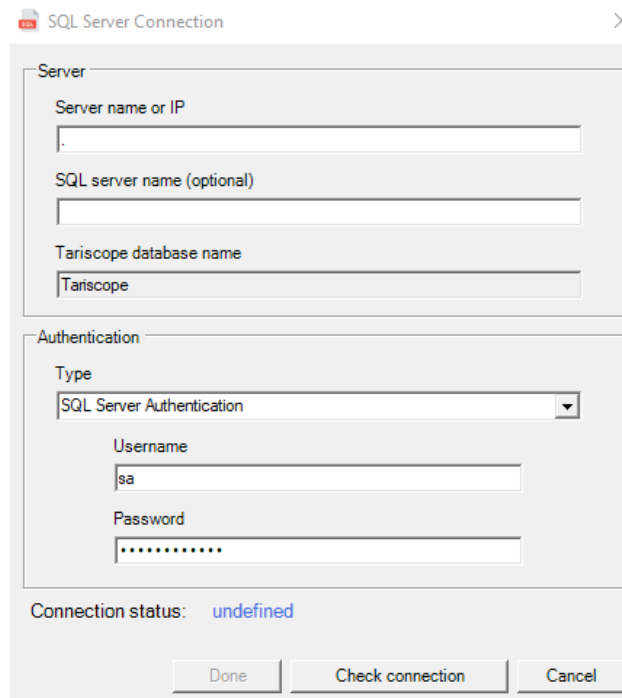 SQL Server Connection
Server
Server name or IP
.
SQL server name (optional)
Tariscope database name
Tariscope
Authentication
Type
SQL Server Authentication
Username
sa
Password
••••••••••••
Connection status: undefined
Done Check connection Cancel